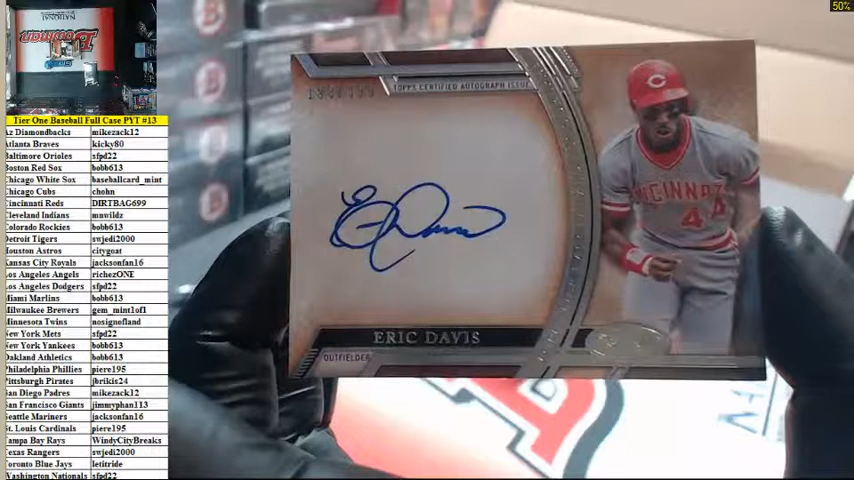 50%
NATIONAL
Bowman
Tier One Baseball Full Case PYT #13
Az Diamondbacks mikezack12
Atlanta Braves kicky80
Baltimore Orioles sfpd22
Boston Red Sox bobb613
Chicago White Sox baseballcard_mint
Chicago Cubs chohn
Cincinnati Reds DIRTBAG699
Cleveland Indians mnwildz
Colorado Rockies bobb613
Detroit Tigers swjedi2000
Houston Astros citygoat
Kansas City Royals jacksonfan16
Los Angeles Angels richezONE
Los Angeles Dodgers sfpd22
Miami Marlins bobb613
Milwaukee Brewers gem_mint1of1
Minnesota Twins nosignofland
New York Mets sfpd22
New York Yankees bobb613
Oakland Athletics bobb613
Philadelphia Phillies piere195
Pittsburgh Pirates jbrikis24
San Diego Padres mikezack12
San Francisco Giants jimmyphan113
Seattle Mariners jacksonfan16
St. Louis Cardinals piere195
Tampa Bay Rays WindyCityBreaks
Texas Rangers swjedi2000
Toronto Blue Jays letitride
Washington Nationals sfpd22
TOPPS CERTIFIED AUTOGRAPH ISSUE
CINCINNATI
44
ERIC DAVIS
OUTFIELDER